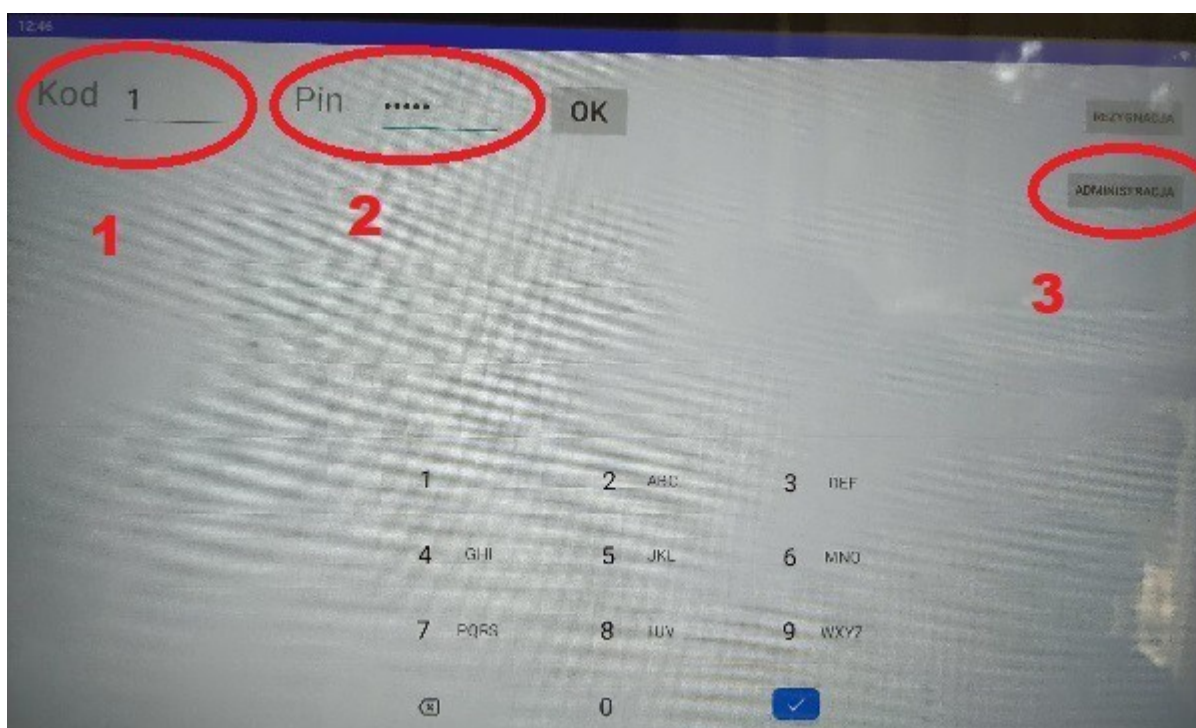 12:46
Kod 1 Pin ..... OK
REZYGNACJA
ADMINISTRACJA
1 2 3
1 2 ABC 3 DEF
4 GHI 5 JKL 6 MNO
7 PQRS 8 TUV 9 WXYZ
0